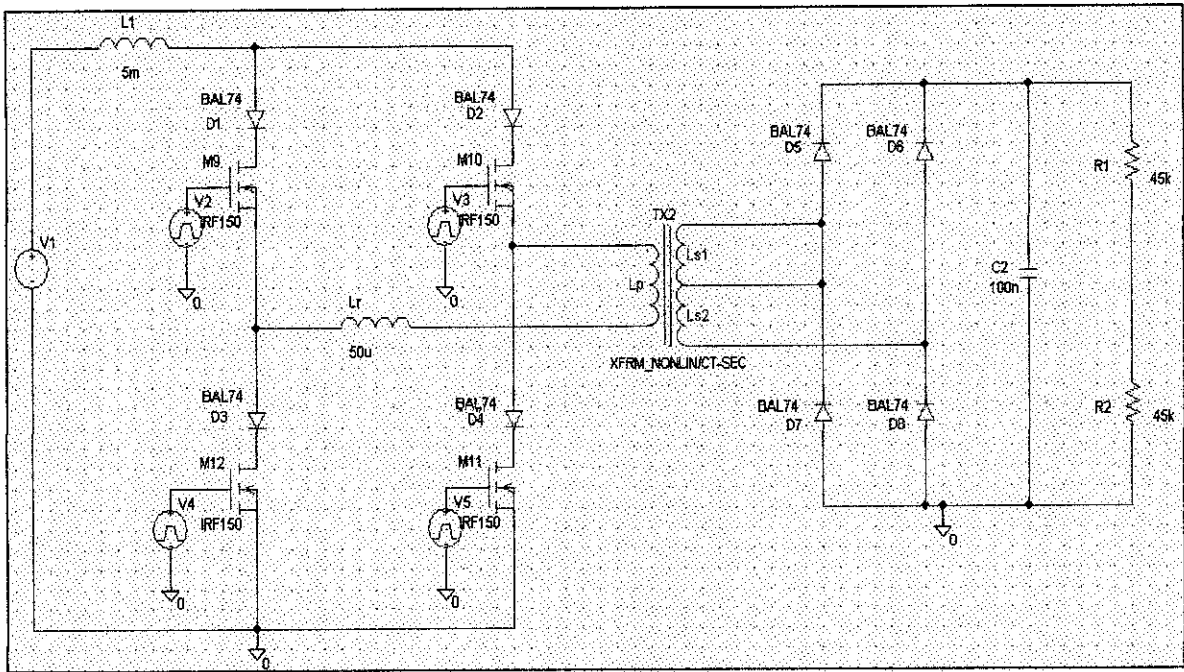 L1
5m
BAL74
D1
BAL74
D2
M9
M10
V2
IRF150
V3
IRF150
0
0
V1
Lr
50u
TX2
Lp
Ls1
Ls2
XFRM_NONLIN/CT-SEC
BAL74
D5
BAL74
D6
R1
45k
C2
100n
BAL74
D3
BAL74
D4
BAL74
D7
BAL74
D8
R2
45k
M12
M11
V4
IRF150
V5
IRF150
0
0
0
0